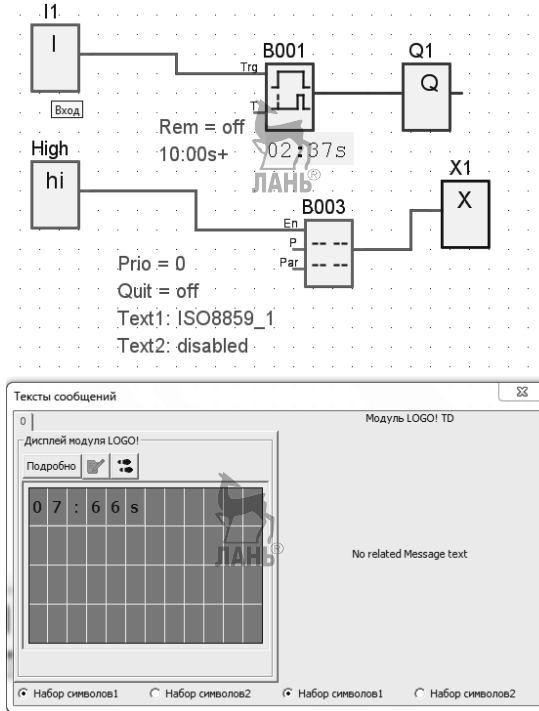 I1
I
B001
Q1
Trg
Q
Вход
T
Rem = off
10:00s+
02:37s
ЛАНЬ®
High
hi
X1
X
B003
En
P
Par
Prio = 0
Quit = off
Text1: ISO8859_1
Text2: disabled
Тексты сообщений
0
Модуль LOGO! TD
Дисплей модуля LOGO!
Подробно
07:66s
ЛАНЬ®
No related Message text
Набор символов1 Набор символов2 Набор символов1 Набор символов2